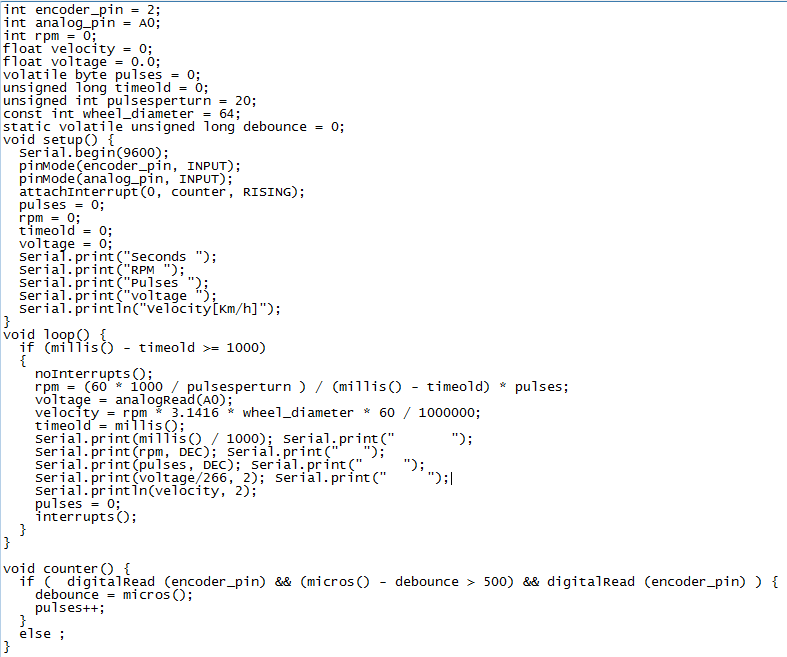 int encoder_pin = 2;
int analog_pin = A0;
int rpm = 0;
float velocity = 0;
float voltage = 0.0;
volatile byte pulses = 0;
unsigned long timeold = 0;
unsigned int pulsesperturn = 20;
const int wheel_diameter = 64;
static volatile unsigned long debounce = 0;
void setup() {
  Serial.begin(9600);
  pinMode(encoder_pin, INPUT);
  pinMode(analog_pin, INPUT);
  attachInterrupt(0, counter, RISING);
  pulses = 0;
  rpm = 0;
  timeold = 0;
  voltage = 0;
  Serial.print("Seconds ");
  Serial.print("RPM ");
  Serial.print("Pulses ");
  Serial.print("voltage ");
  Serial.println("Velocity[Km/h]");
}
void loop() {
  if (millis() - timeold >= 1000)
  {
    noInterrupts();
    rpm = (60 * 1000 / pulsesperturn ) / (millis() - timeold) * pulses;
    voltage = analogRead(A0);
    velocity = rpm * 3.1416 * wheel_diameter * 60 / 1000000;
    timeold = millis();
    Serial.print(millis() / 1000); Serial.print("       ");
    Serial.print(rpm, DEC); Serial.print("   ");
    Serial.print(pulses, DEC); Serial.print("     ");
    Serial.print(voltage/266, 2); Serial.print("     ");
    Serial.println(velocity, 2);
    pulses = 0;
    interrupts();
  }
}

void counter() {
  if (  digitalRead (encoder_pin) && (micros() - debounce > 500) && digitalRead (encoder_pin) ) {
    debounce = micros();
    pulses++;
  }
  else ;
}